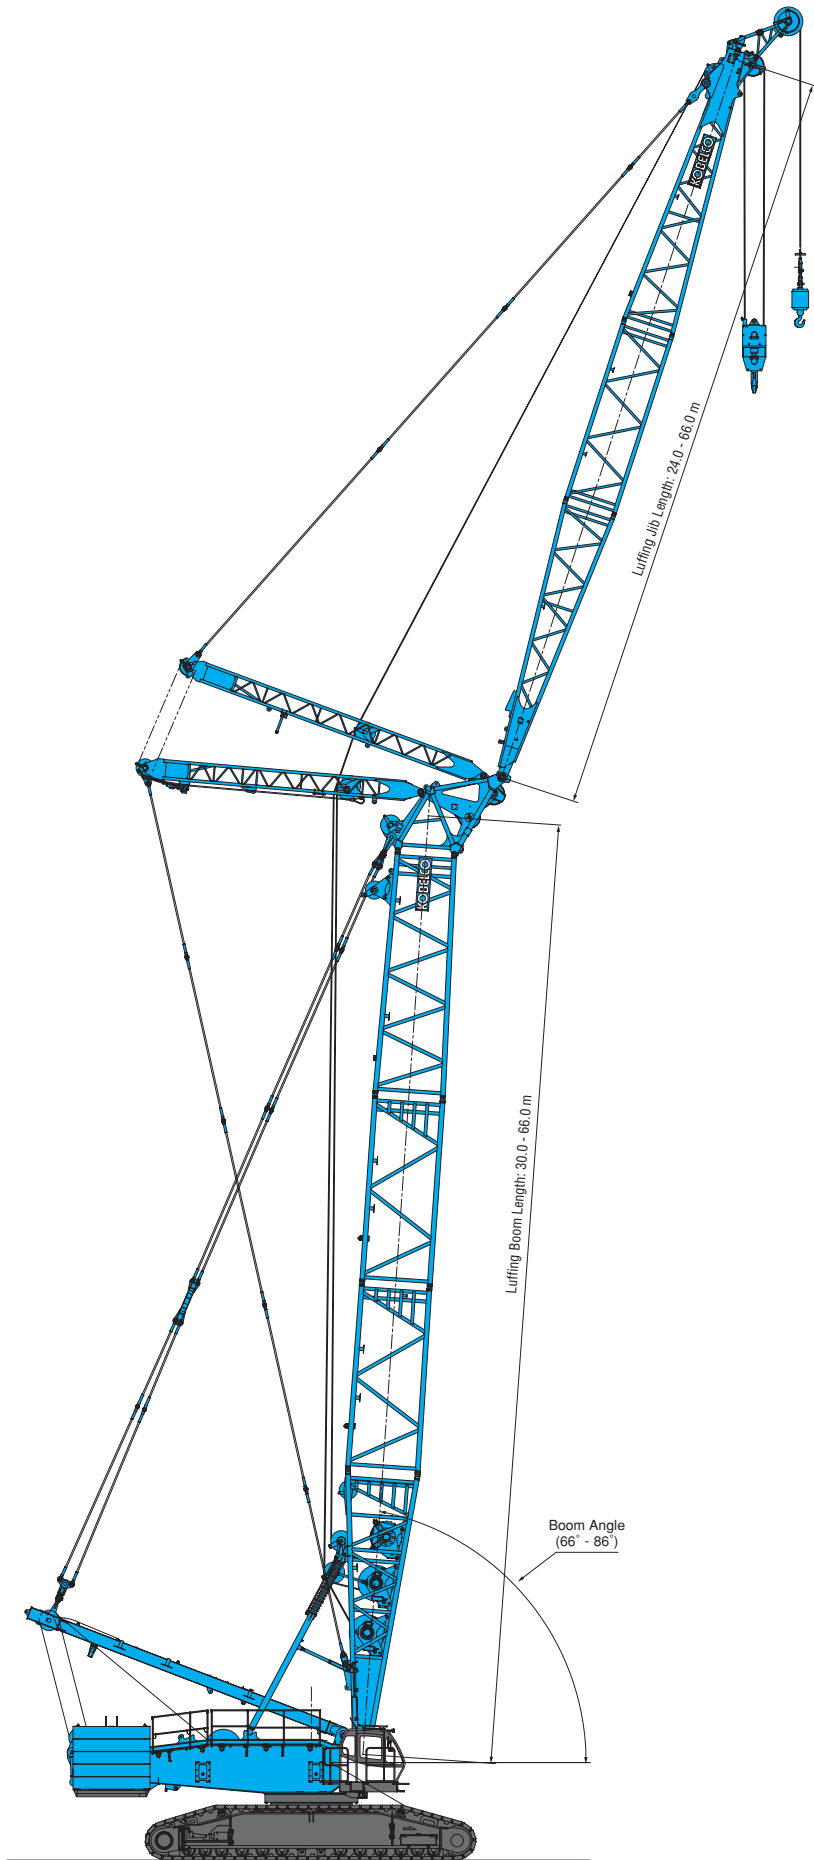 KOBELCO
Luffing Jib Length: 24.0 - 66.0 m
KOBELCO
Luffing Boom Length: 30.0 - 66.0 m
Boom Angle
(66° - 86°)